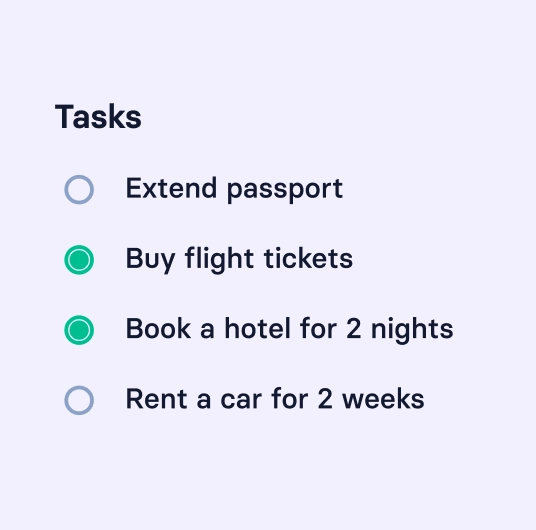 Tasks
Extend passport
Buy flight tickets
Book a hotel for 2 nights
Rent a car for 2 weeks